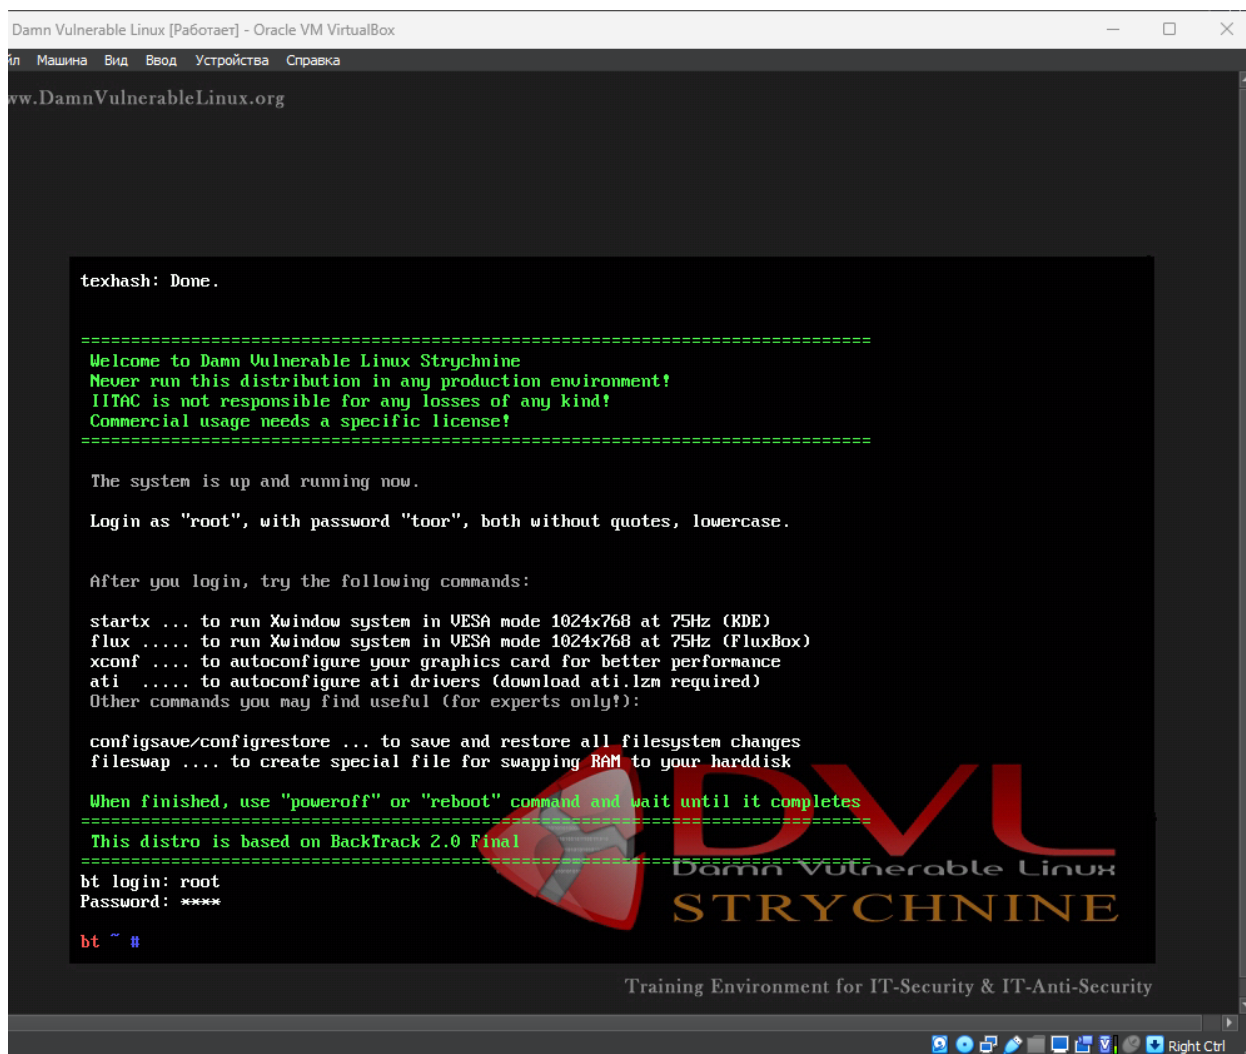 Damn Vulnerable Linux [Работает] - Oracle VM VirtualBox
йл Машина Вид Ввод Устройства Справка
ww.DamnVulnerableLinux.org
texhash: Done.
===============================================================================
Welcome to Damn Vulnerable Linux Strychnine
Never run this distribution in any production environment!
IITAC is not responsible for any losses of any kind!
Commercial usage needs a specific license!
===============================================================================
The system is up and running now.
Login as "root", with password "toor", both without quotes, lowercase.
After you login, try the following commands:
startx ... to run Xwindow system in VESA mode 1024x768 at 75Hz (KDE)
flux ..... to run Xwindow system in VESA mode 1024x768 at 75Hz (FluxBox)
xconf .... to autoconfigure your graphics card for better performance
ati  ..... to autoconfigure ati drivers (download ati.lzm required)
Other commands you may find useful (for experts only!):
configsave/configrestore ... to save and restore all filesystem changes
fileswap .... to create special file for swapping RAM to your harddisk
When finished, use "poweroff" or "reboot" command and wait until it completes
===============================================================================
This distro is based on BackTrack 2.0 Final
===============================================================================
bt login: root
Password: ****
bt ~ #
DVL
Damn Vulnerable Linux
STRYCHNINE
Training Environment for IT-Security & IT-Anti-Security
Right Ctrl